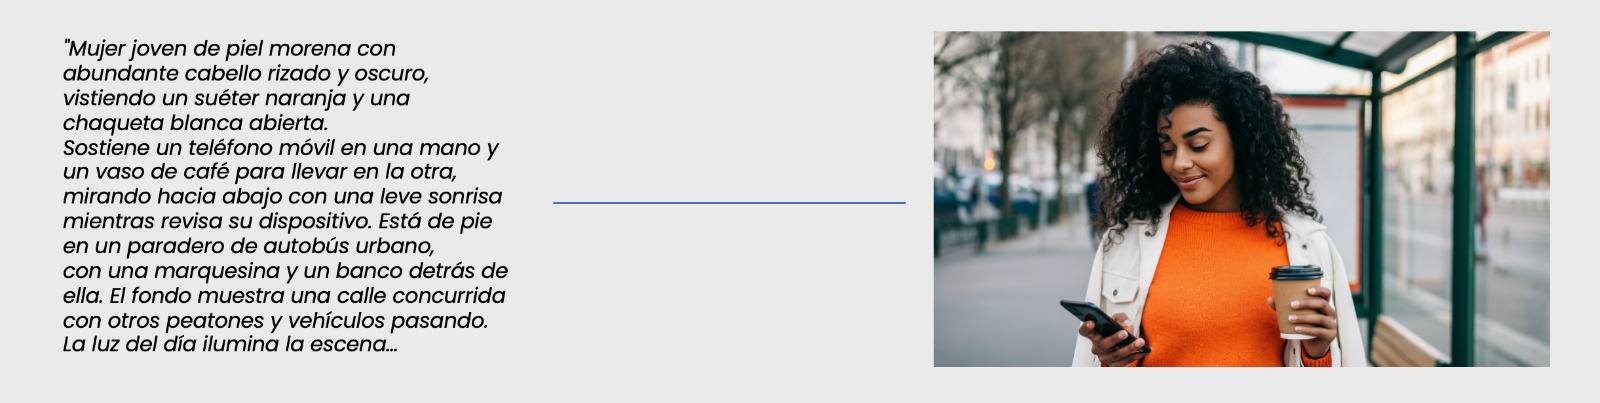 "Mujer joven de piel morena con
abundante cabello rizado y oscuro,
vistiendo un suéter naranja y una
chaqueta blanca abierta.
Sostiene un teléfono móvil en una mano y
un vaso de café para llevar en la otra,
mirando hacia abajo con una leve sonrisa
mientras revisa su dispositivo. Está de pie
en un paradero de autobús urbano,
con una marquesina y un banco detrás de
ella. El fondo muestra una calle concurrida
con otros peatones y vehículos pasando.
La luz del día ilumina la escena...